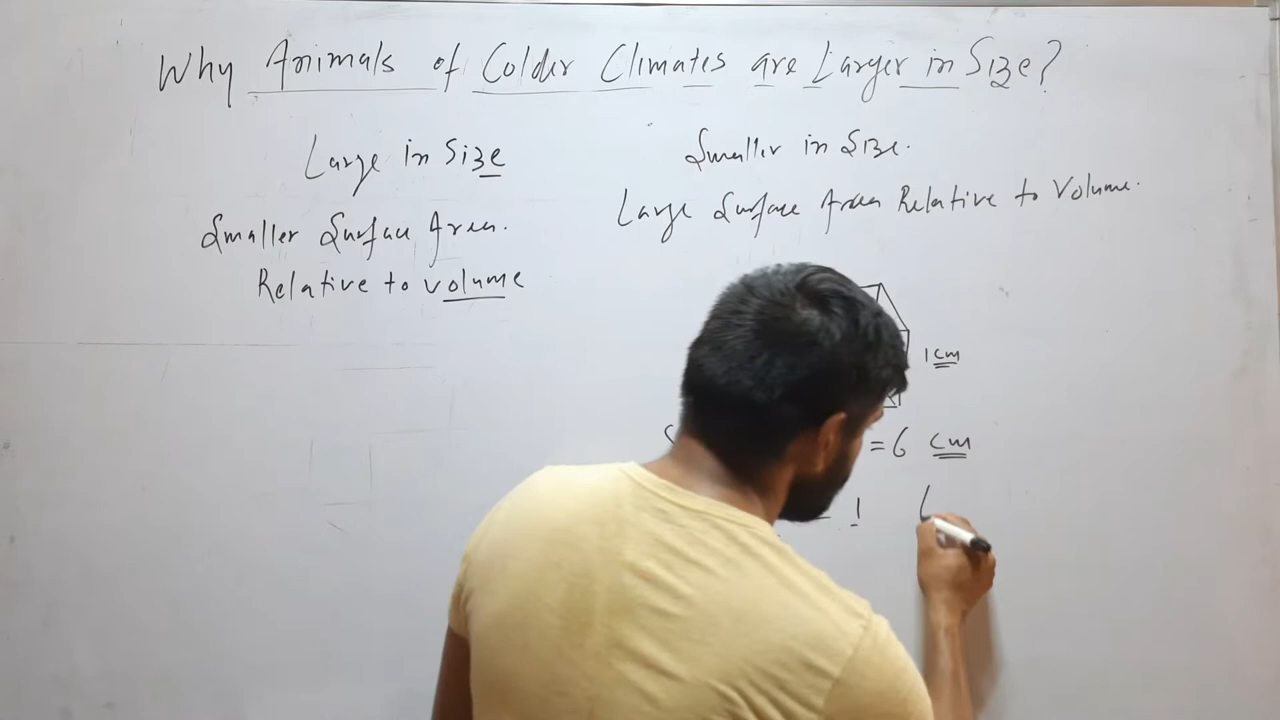 Why Animals of Colder Climates are Larger in Size?
Large in Size
Smaller Surface Area.
Relative to volume
Smaller in Size.
Large Surface Area Relative to Volume.
1 cm
= 6 cm
1